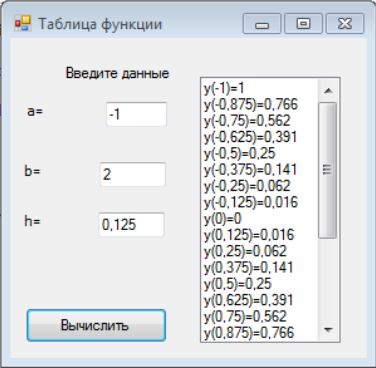 Таблица функции
Введите данные
a= -1
b= 2
h= 0,125
Вычислить
y(-1)=1
y(-0,875)=0,766
y(-0,75)=0,562
y(-0,625)=0,391
y(-0,5)=0,25
y(-0,375)=0,141
y(-0,25)=0,062
y(-0,125)=0,016
y(0)=0
y(0,125)=0,016
y(0,25)=0,062
y(0,375)=0,141
y(0,5)=0,25
y(0,625)=0,391
y(0,75)=0,562
y(0,875)=0,766